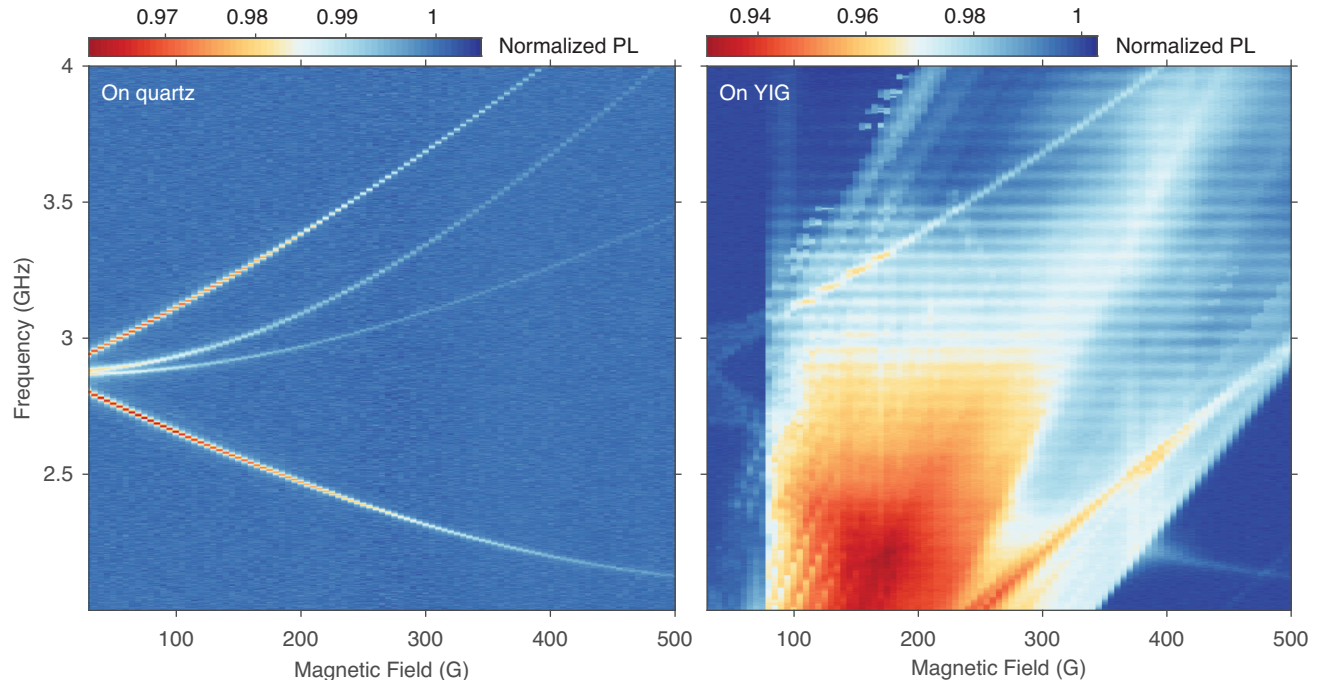 0.97 0.98 0.99 1
Normalized PL
0.94 0.96 0.98 1
Normalized PL
On quartz
On YIG
Frequency (GHz)
4
3.5
3
2.5
100 200 300 400 500
Magnetic Field (G)
100 200 300 400 500
Magnetic Field (G)